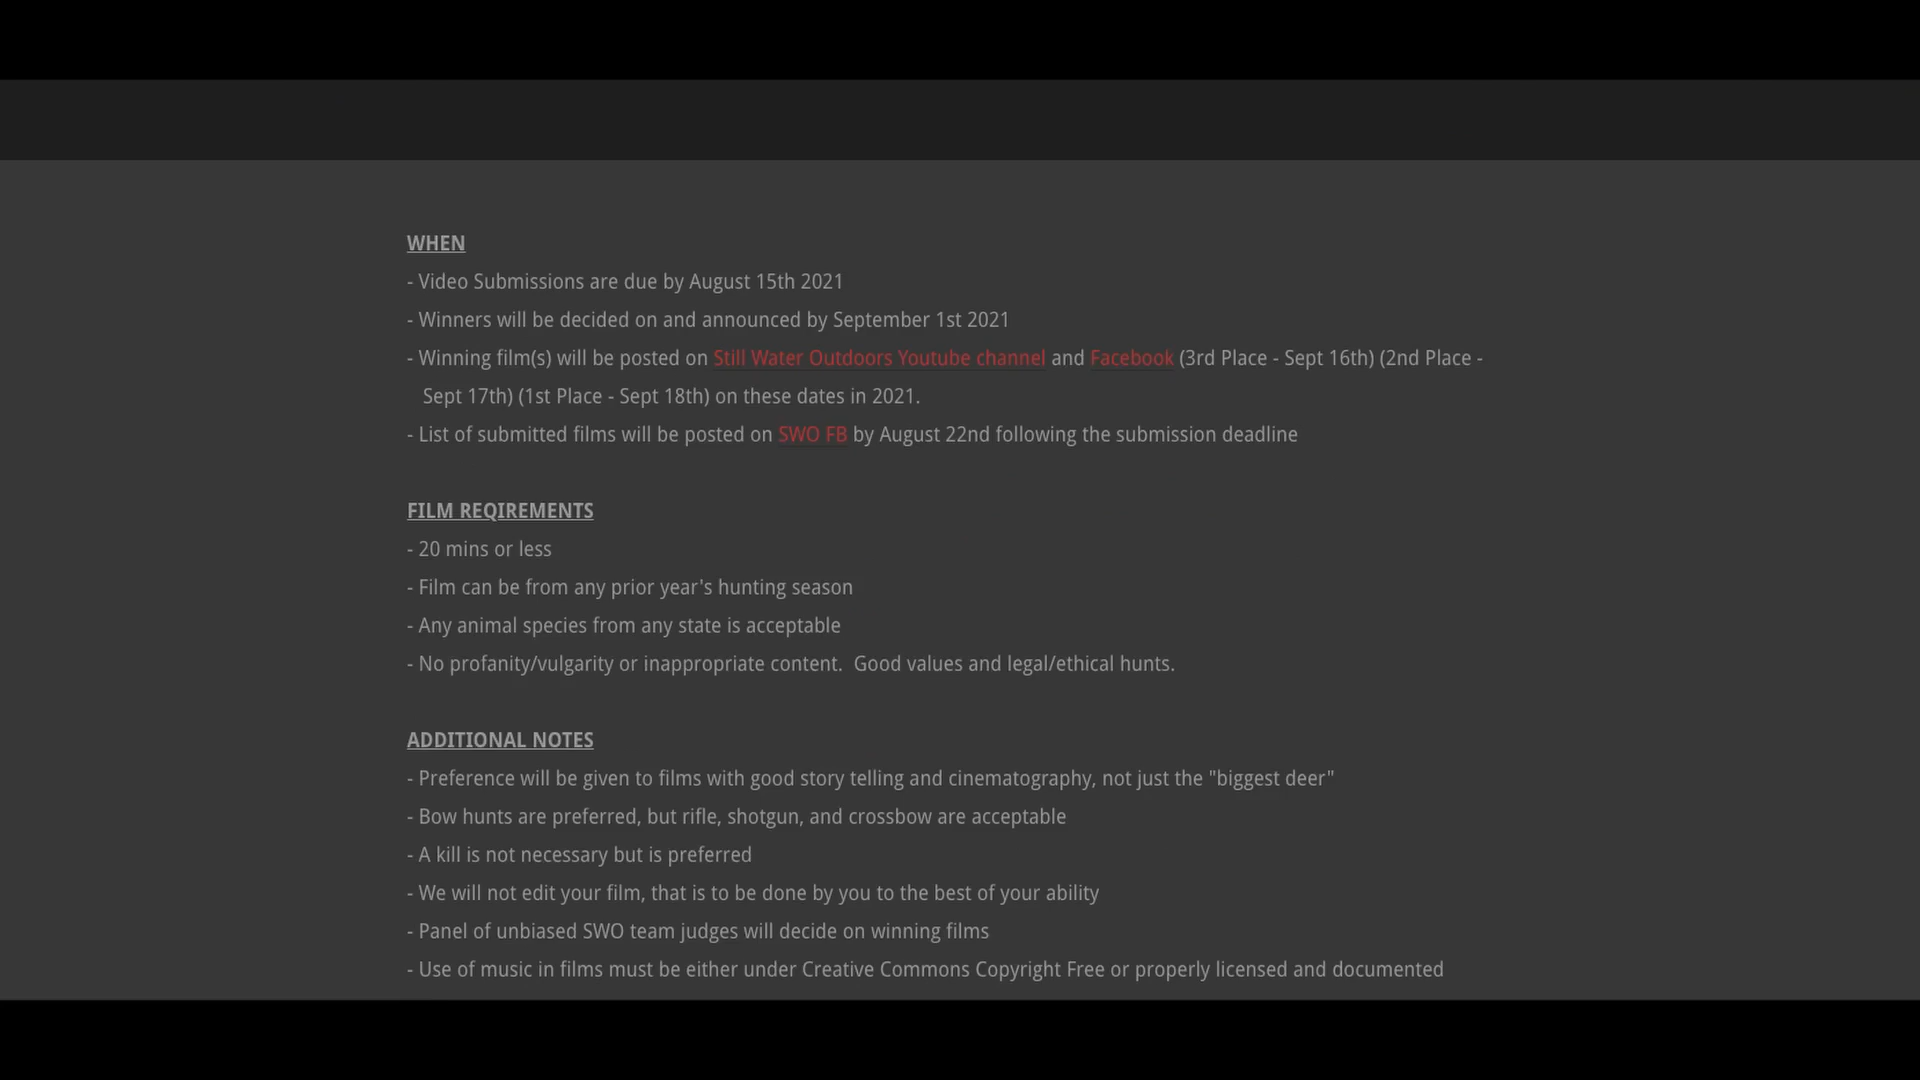 WHEN
- Video Submissions are due by August 15th 2021
- Winners will be decided on and announced by September 1st 2021
- Winning film(s) will be posted on Still Water Outdoors Youtube channel and Facebook (3rd Place - Sept 16th) (2nd Place -
Sept 17th) (1st Place - Sept 18th) on these dates in 2021.
- List of submitted films will be posted on SWO FB by August 22nd following the submission deadline
FILM REQIREMENTS
- 20 mins or less
- Film can be from any prior year's hunting season
- Any animal species from any state is acceptable
- No profanity/vulgarity or inappropriate content.  Good values and legal/ethical hunts.
ADDITIONAL NOTES
- Preference will be given to films with good story telling and cinematography, not just the "biggest deer"
- Bow hunts are preferred, but rifle, shotgun, and crossbow are acceptable
- A kill is not necessary but is preferred
- We will not edit your film, that is to be done by you to the best of your ability
- Panel of unbiased SWO team judges will decide on winning films
- Use of music in films must be either under Creative Commons Copyright Free or properly licensed and documented